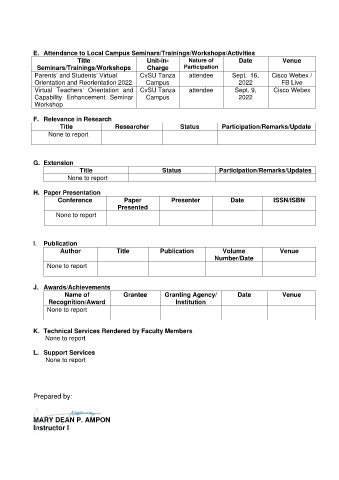 E. Attendance to Local Campus Seminars/Trainings/Workshops/Activities
Title Seminars/Trainings/Workshops Unit-in-Charge Nature of Participation Date Venue
Parents' and Students' Virtual Orientation and Reorientation 2022 CvSU Tanza Campus attendee Sept. 16, 2022 Cisco Webex / FB Live
Virtual Teachers' Orientation and Capability Enhancement Seminar Workshop CvSU Tanza Campus attendee Sept. 9, 2022 Cisco Webex
F. Relevance in Research
Title Researcher Status Participation/Remarks/Update
None to report
G. Extension
Title Status Participation/Remarks/Updates
None to report
H. Paper Presentation
Conference Paper Presented Presenter Date ISSN/ISBN
None to report
I. Publication
Author Title Publication Volume Number/Date Venue
None to report
J. Awards/Achievements
Name of Recognition/Award Grantee Granting Agency/ Institution Date Venue
None to report
K. Technical Services Rendered by Faculty Members
None to report
L. Support Services
None to report
Prepared by:
MARY DEAN P. AMPON
Instructor I